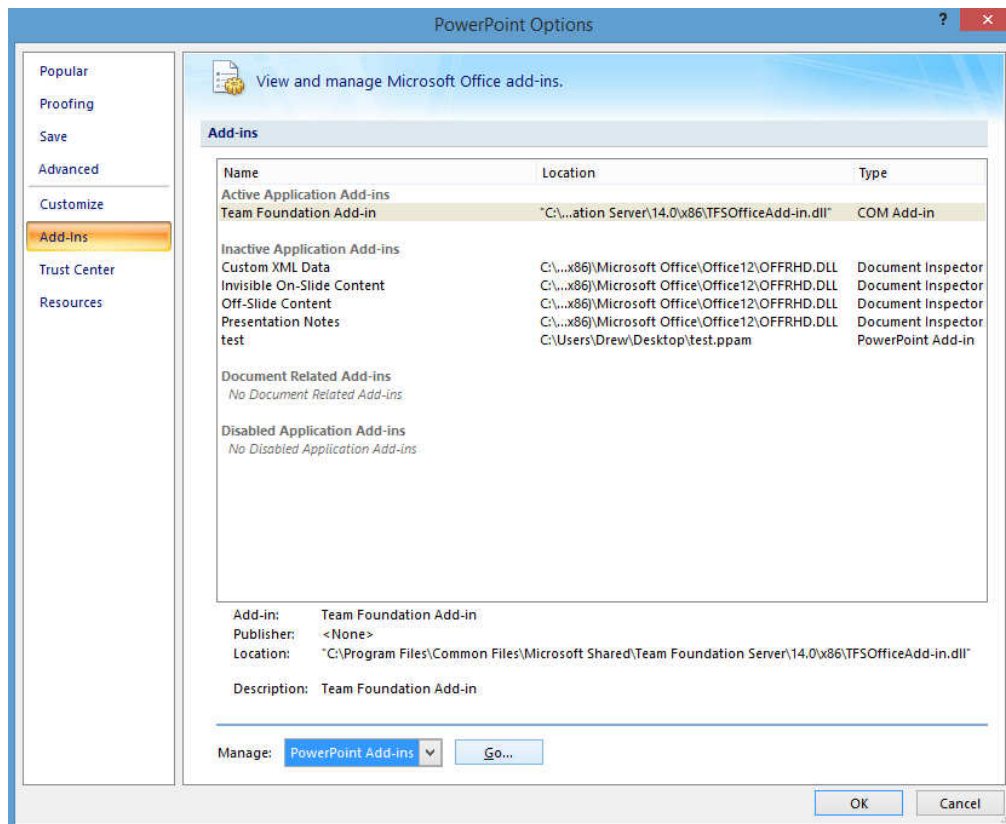 PowerPoint Options
? ×
Popular
Proofing
Save
Advanced
Customize
Add-Ins
Trust Center
Resources
View and manage Microsoft Office add-ins.
Add-ins
Name Location Type
Active Application Add-ins
Team Foundation Add-in "C:\...ation Server\14.0\x86\TFSOfficeAdd-in.dll" COM Add-in
Inactive Application Add-ins
Custom XML Data C:\...x86)\Microsoft Office\Office12\OFFRHD.DLL Document Inspector
Invisible On-Slide Content C:\...x86)\Microsoft Office\Office12\OFFRHD.DLL Document Inspector
Off-Slide Content C:\...x86)\Microsoft Office\Office12\OFFRHD.DLL Document Inspector
Presentation Notes C:\...x86)\Microsoft Office\Office12\OFFRHD.DLL Document Inspector
test C:\Users\Drew\Desktop\test.ppam PowerPoint Add-in
Document Related Add-ins
No Document Related Add-ins
Disabled Application Add-ins
No Disabled Application Add-ins
Add-in: Team Foundation Add-in
Publisher: <None>
Location: "C:\Program Files\Common Files\Microsoft Shared\Team Foundation Server\14.0\x86\TFSOfficeAdd-in.dll"
Description: Team Foundation Add-in
Manage: PowerPoint Add-ins Go...
OK Cancel